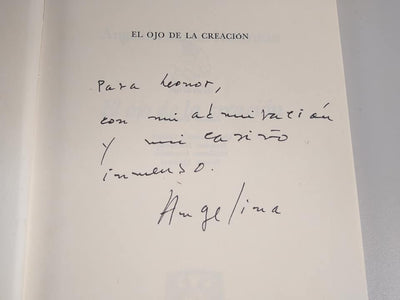 EL OJO DE LA CREACIÓN
Para Leonor,
con mi admiración
y mi cariño
inmenso.
Angelina